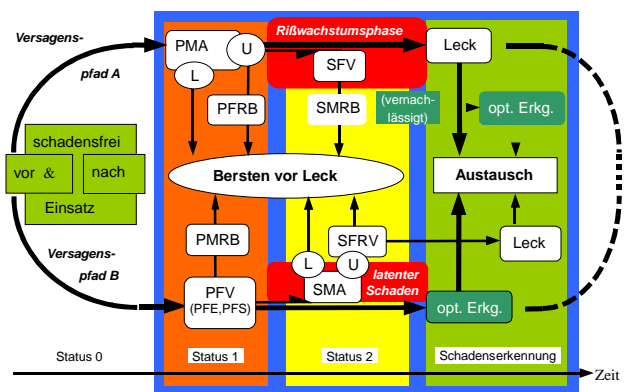 Versagens-
pfad A
PMA
U
L
Rißwachstumsphase
SFV
Leck
PFRB
SMRB
(vernach-
lässigt)
opt. Erkg.
schadensfrei
vor &
nach
Einsatz
Bersten vor Leck
Austausch
Versagens-
pfad B
PMRB
SFRV
Leck
L
U
SMA
latenter
Schaden
PFV
(PFE,PFS)
opt. Erkg.
Status 0
Status 1
Status 2
Schadenserkennung
Zeit